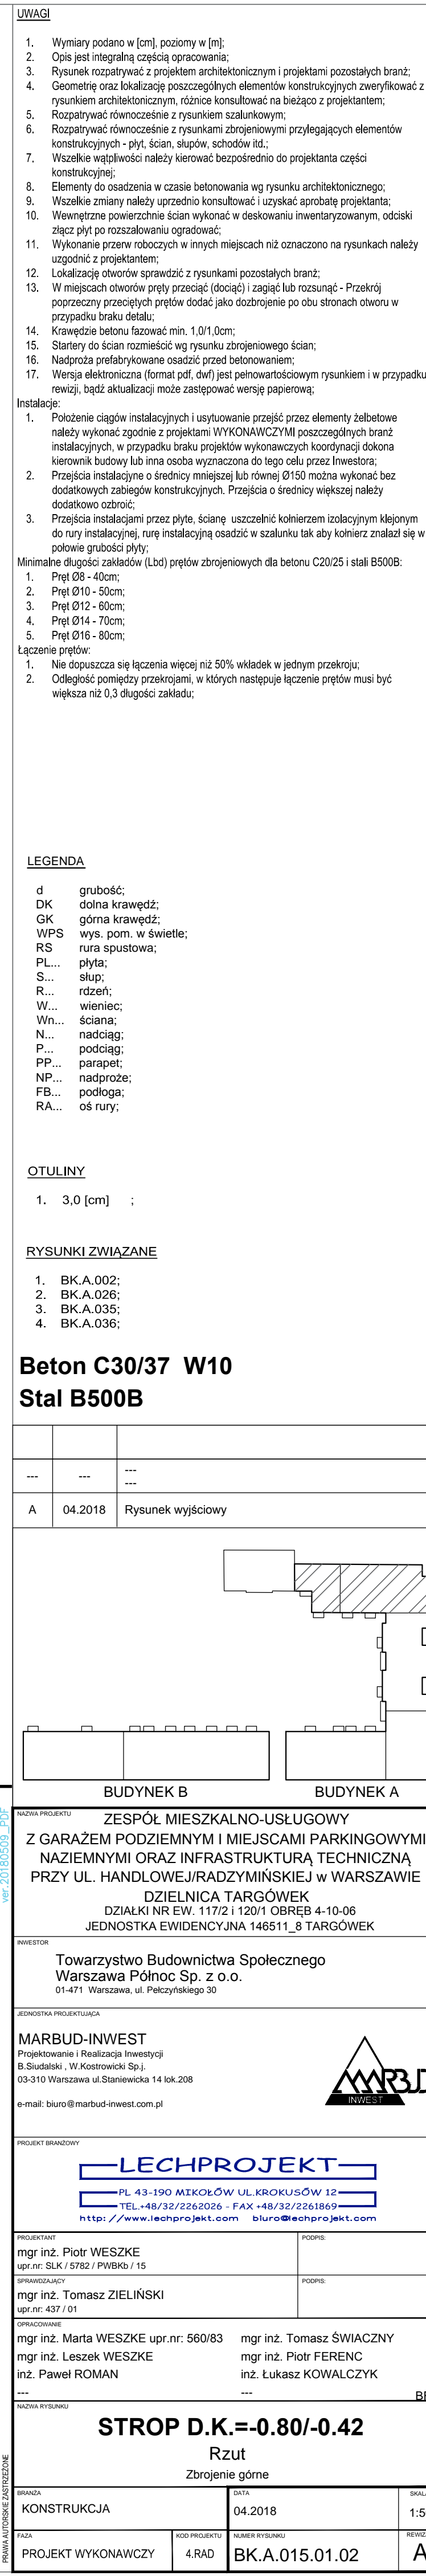 UWAGI
1. Wymiary podano w [cm], poziomy w [m];
2. Opis jest integralną częścią opracowania;
3. Rysunek rozpatrywać z projektem architektonicznym i projektami pozostałych branż;
4. Geometrię oraz lokalizację poszczególnych elementów konstrukcyjnych zweryfikować z
rysunkiem architektonicznym, różnice konsultować na bieżąco z projektantem;
5. Rozpatrywać równocześnie z rysunkiem szalunkowym;
6. Rozpatrywać równocześnie z rysunkami zbrojeniowymi przylegających elementów
konstrukcyjnych - płyt, ścian, słupów, schodów itd.;
7. Wszelkie wątpliwości należy kierować bezpośrednio do projektanta części
konstrukcyjnej;
8. Elementy do osadzenia w czasie betonowania wg rysunku architektonicznego;
9. Wszelkie zmiany należy uprzednio konsultować i uzyskać aprobatę projektanta;
10. Wewnętrzne powierzchnie ścian wykonać w deskowaniu inwentaryzowanym, odciski
złącz płyt po rozszalowaniu ogradować;
11. Wykonanie przerw roboczych w innych miejscach niż oznaczono na rysunkach należy
uzgodnić z projektantem;
12. Lokalizację otworów sprawdzić z rysunkami pozostałych branż;
13. W miejscach otworów pręty przeciąć (dociąć) i zagiąć lub rozsunąć - Przekrój
poprzeczny przeciętych prętów dodać jako dozbrojenie po obu stronach otworu w
przypadku braku detalu;
14. Krawędzie betonu fazować min. 1,0/1,0cm;
15. Startery do ścian rozmieścić wg rysunku zbrojeniowego ścian;
16. Nadproża prefabrykowane osadzić przed betonowaniem;
17. Wersja elektroniczna (format pdf, dwf) jest pełnowartościowym rysunkiem i w przypadku
rewizji, bądź aktualizacji może zastępować wersję papierową;
Instalacje:
1. Położenie ciągów instalacyjnych i usytuowanie przejść przez elementy żelbetowe
należy wykonać zgodnie z projektami WYKONAWCZYMI poszczególnych branż
instalacyjnych, w przypadku braku projektów wykonawczych koordynacji dokona
kierownik budowy lub inna osoba wyznaczona do tego celu przez Inwestora;
2. Przejścia instalacyjne o średnicy mniejszej lub równej Ø150 można wykonać bez
dodatkowych zabiegów konstrukcyjnych. Przejścia o średnicy większej należy
dodatkowo ozbroić;
3. Przejścia instalacjami przez płyte, ścianę uszczelnić kołnierzem izolacyjnym klejonym
do rury instalacyjnej, rurę instalacyjną osadzić w szalunku tak aby kołnierz znalazł się w
połowie grubości płyty;
Minimalne długości zakładów (Lbd) prętów zbrojeniowych dla betonu C20/25 i stali B500B:
1. Pręt Ø8 - 40cm;
2. Pręt Ø10 - 50cm;
3. Pręt Ø12 - 60cm;
4. Pręt Ø14 - 70cm;
5. Pręt Ø16 - 80cm;
Łączenie prętów:
1. Nie dopuszcza się łączenia więcej niż 50% wkładek w jednym przekroju;
2. Odległość pomiędzy przekrojami, w których następuje łączenie prętów musi być
większa niż 0,3 długości zakładu;
LEGENDA
d grubość;
DK dolna krawędź;
GK górna krawędź;
WPS wys. pom. w świetle;
RS rura spustowa;
PL... płyta;
S... słup;
R... rdzeń;
W... wieniec;
Wn... ściana;
N... nadciąg;
P... podciąg;
PP... parapet;
NP... nadproże;
FB... podłoga;
RA... oś rury;
OTULINY
1. 3,0 [cm] ;
RYSUNKI ZWIĄZANE
1. BK.A.002;
2. BK.A.026;
3. BK.A.035;
4. BK.A.036;
Beton C30/37 W10
Stal B500B
--- --- ---
---
A 04.2018 Rysunek wyjściowy
BUDYNEK B BUDYNEK A
ver.20180509_PDF
NAZWA PROJEKTU
ZESPÓŁ MIESZKALNO-USŁUGOWY
Z GARAŻEM PODZIEMNYM I MIEJSCAMI PARKINGOWYMI
NAZIEMNYMI ORAZ INFRASTRUKTURĄ TECHNICZNĄ
PRZY UL. HANDLOWEJ/RADZYMIŃSKIEJ w WARSZAWIE
DZIELNICA TARGÓWEK
DZIAŁKI NR EW. 117/2 i 120/1 OBRĘB 4-10-06
JEDNOSTKA EWIDENCYJNA 146511_8 TARGÓWEK
INWESTOR
Towarzystwo Budownictwa Społecznego
Warszawa Północ Sp. z o.o.
01-471 Warszawa, ul. Pełczyńskiego 30
JEDNOSTKA PROJEKTUJĄCA
MARBUD-INWEST
Projektowanie i Realizacja Inwestycji
B.Siudalski , W.Kostrowicki Sp.j.
03-310 Warszawa ul.Staniewicka 14 lok.208
e-mail: biuro@marbud-inwest.com.pl
MARBUD
INWEST
PROJEKT BRANŻOWY
LECHPROJEKT
PL 43-190 MIKOŁÓW UL.KROKUSÓW 12
TEL.+48/32/2262026 - FAX +48/32/2261869
http: //www.lechprojekt.com biuro@lechprojekt.com
PROJEKTANT PODPIS:
mgr inż. Piotr WESZKE
upr.nr: SLK / 5782 / PWBKb / 15
SPRAWDZAJĄCY PODPIS:
mgr inż. Tomasz ZIELIŃSKI
upr.nr: 437 / 01
OPRACOWANIE
mgr inż. Marta WESZKE upr.nr: 560/83 mgr inż. Tomasz ŚWIACZNY
mgr inż. Leszek WESZKE mgr inż. Piotr FERENC
inż. Paweł ROMAN inż. Łukasz KOWALCZYK
--- ---
NAZWA RYSUNKU
STROP D.K.=-0.80/-0.42
Rzut
Zbrojenie górne
BRANŻA DATA SKALA
KONSTRUKCJA 04.2018 1:5
FAZA KOD PROJEKTU NUMER RYSUNKU REWIZ
PROJEKT WYKONAWCZY 4.RAD BK.A.015.01.02 A
PRAWA AUTORSKIE ZASTRZEŻONE